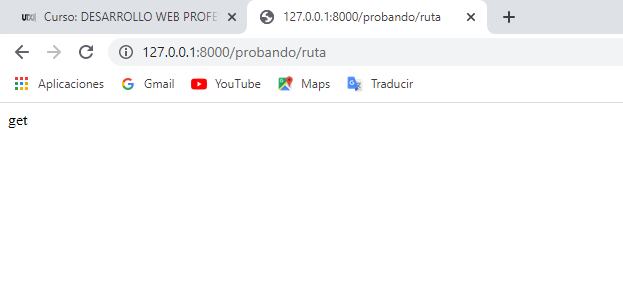 Curso: DESARROLLO WEB PROFE
127.0.0.1:8000/probando/ruta
127.0.0.1:8000/probando/ruta
Aplicaciones Gmail YouTube Maps Traducir
get